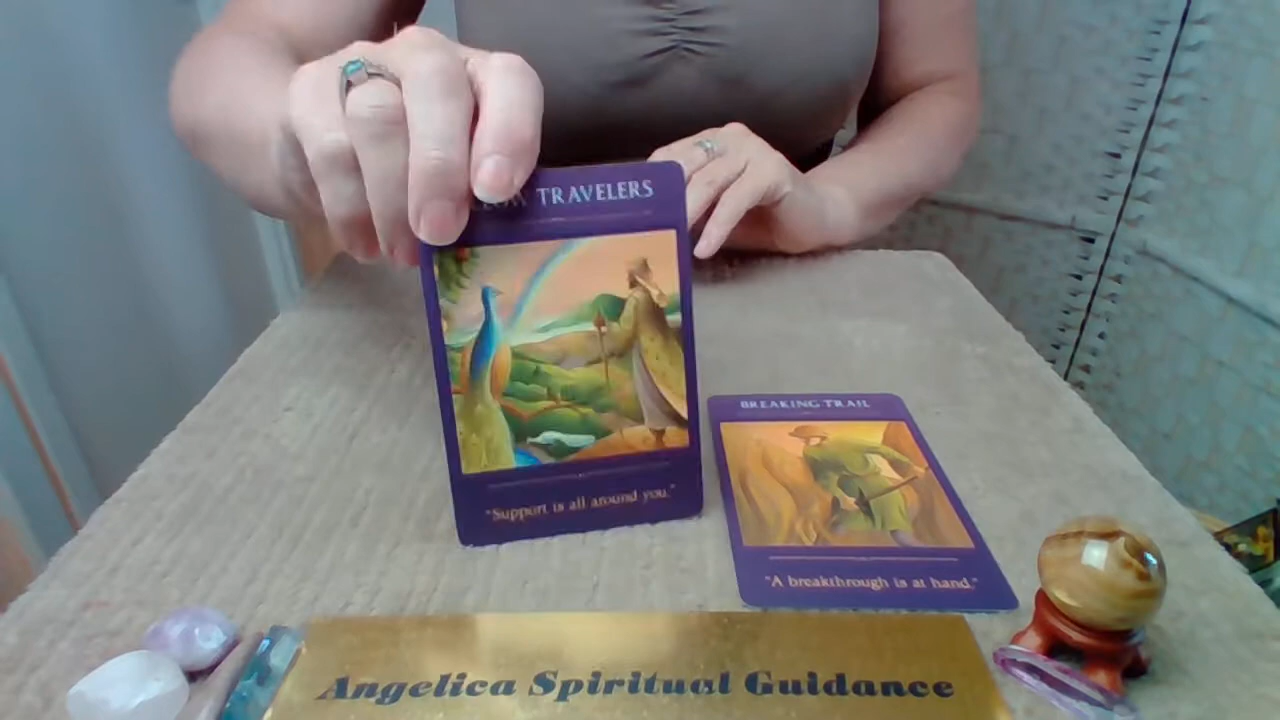 TRAVELERS
"Support is all around you."
BREAKING TRAIL
"A breakthrough is at hand."
Angelica Spiritual Guidance